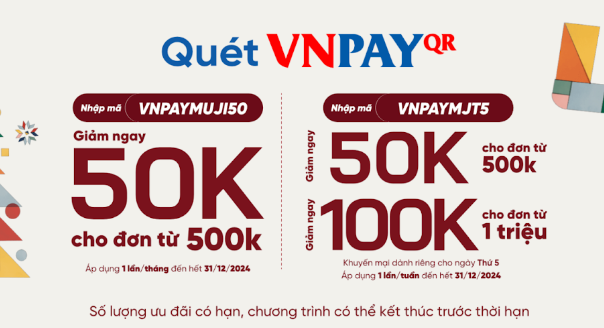 Quét VNPAYQR
Nhập mã VNPAYMUJI50
Giảm ngay
50K
cho đơn từ 500k
Áp dụng 1 lần/tháng đến hết 31/12/2024
Nhập mã VNPAYMJT5
Giảm ngay 50K cho đơn từ
500k
Giảm ngay 100K cho đơn từ
1 triệu
Khuyến mại dành riêng cho ngày Thứ 5
Áp dụng 1 lần/tuần đến hết 31/12/2024
Số lượng ưu đãi có hạn, chương trình có thể kết thúc trước thời hạn